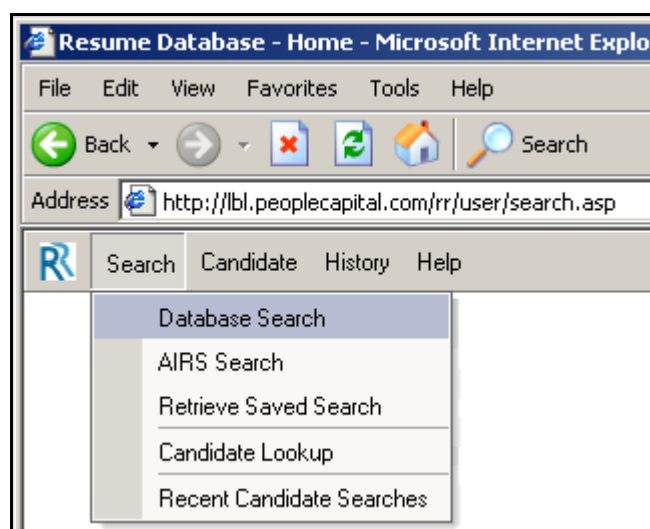 Resume Database - Home - Microsoft Internet Explo
File Edit View Favorites Tools Help
Back Search
Address http://lbl.peoplecapital.com/rr/user/search.asp
RR Search Candidate History Help
Database Search
AIRS Search
Retrieve Saved Search
Candidate Lookup
Recent Candidate Searches